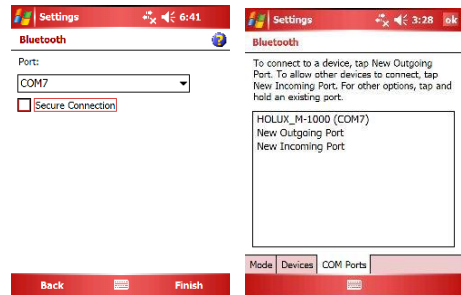 Settings 6:41
Bluetooth
Port:
COM7
Secure Connection
Back Finish
Settings 3:28 ok
Bluetooth
To connect to a device, tap New Outgoing
Port. To allow other devices to connect, tap
New Incoming Port. For other options, tap and
hold an existing port.
HOLUX_M-1000 (COM7)
New Outgoing Port
New Incoming Port
Mode Devices COM Ports